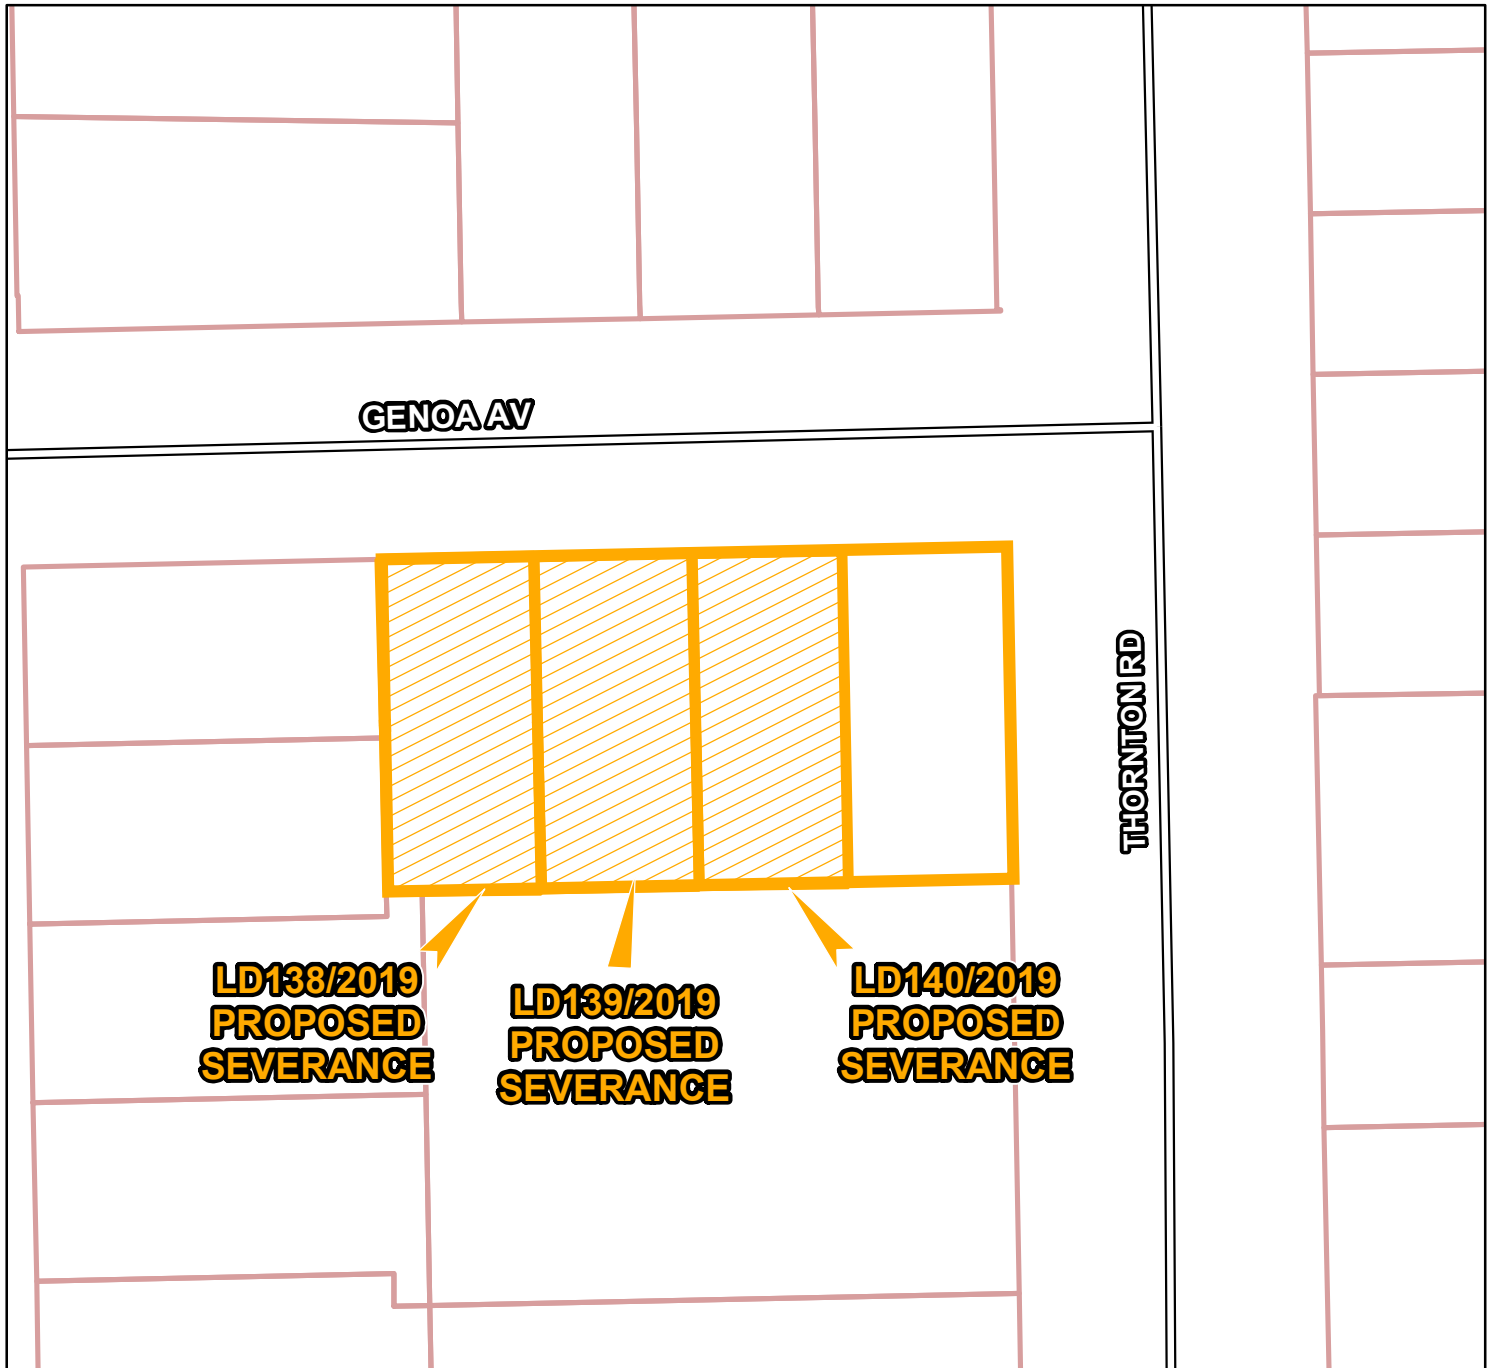 GENOA AV
THORNTON RD
LD138/2019
PROPOSED
SEVERANCE
LD139/2019
PROPOSED
SEVERANCE
LD140/2019
PROPOSED
SEVERANCE